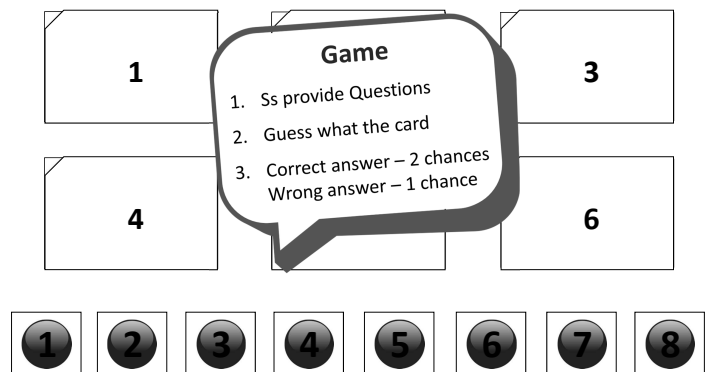 1
Game
3
1. Ss provide Questions
2. Guess what the card
3. Correct answer – 2 chances
Wrong answer – 1 chance
4
6
1 2 3 4 5 6 7 8